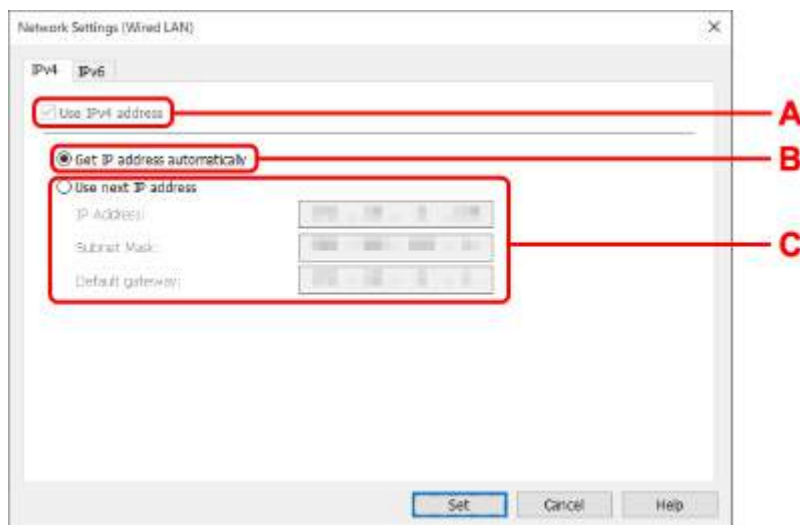 Network Settings (Wired LAN)
IPv4 IPv6
Use IPv4 address
A
Get IP address automatically
B
Use next IP address
IP Address:
Subnet Mask:
C
Default gateway:
Set Cancel Help